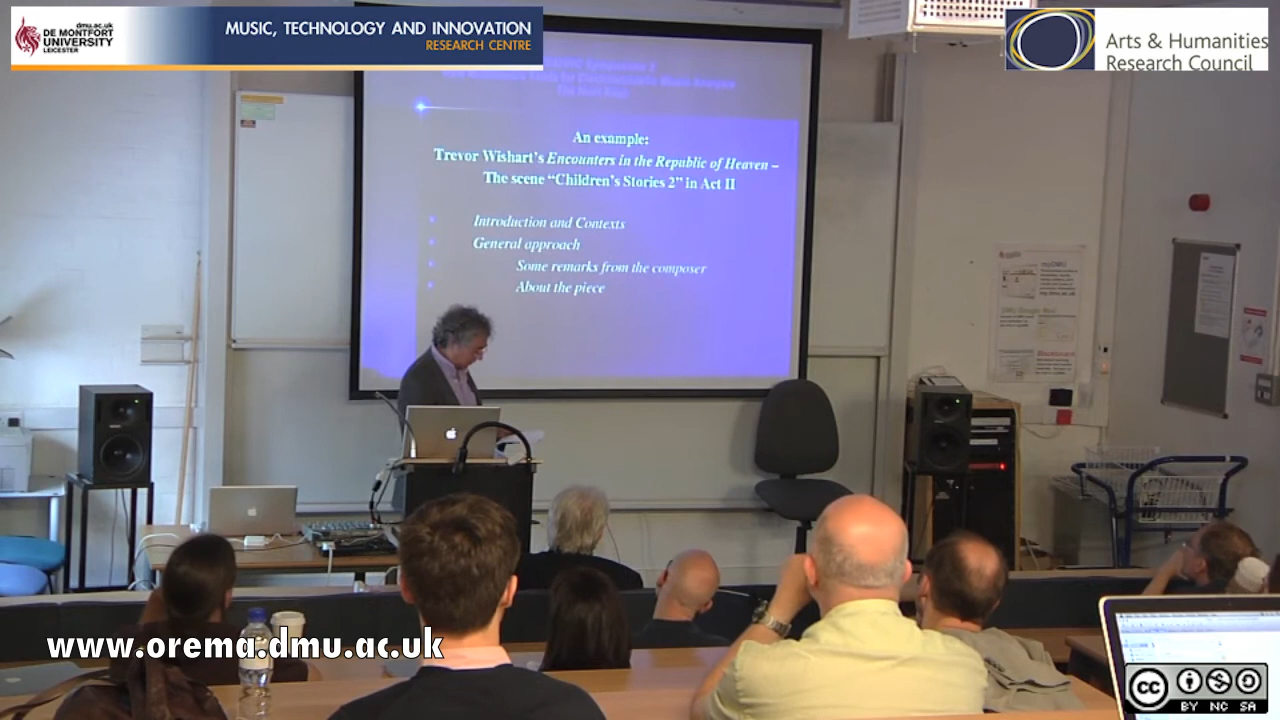 dmu.ac.uk
DE MONTFORT
UNIVERSITY
LEICESTER
MUSIC, TECHNOLOGY AND INNOVATION
RESEARCH CENTRE
Arts & Humanities
Research Council
An example:
Trevor Wishart's Encounters in the Republic of Heaven –
The scene “Children's Stories 2” in Act II
Introduction and Contexts
General approach
Some remarks from the composer
About the piece
myDMU
www.orema.dmu.ac.uk
cc
BY NC SA